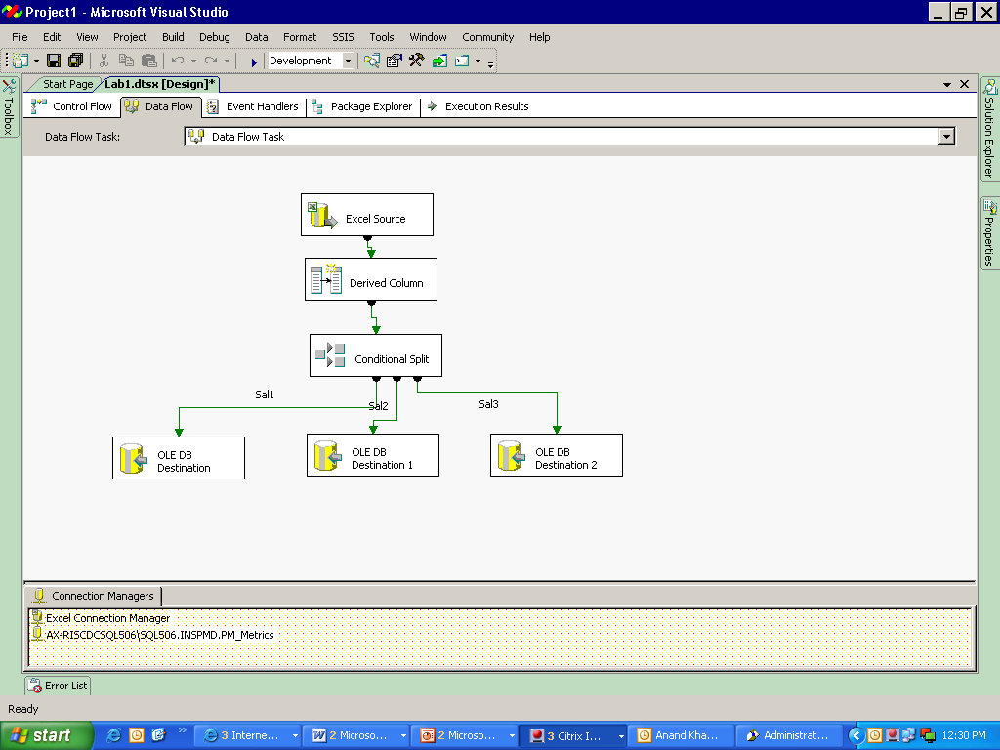 Project1 - Microsoft Visual Studio
File Edit View Project Build Debug Data Format SSIS Tools Window Community Help
Development
Start Page Lab1.dtsx [Design]*
Toolbox
Control Flow Data Flow Event Handlers Package Explorer Execution Results
Data Flow Task: Data Flow Task
Solution Explorer
Properties
Excel Source
Derived Column
Conditional Split
Sal1
Sal2
Sal3
OLE DB
Destination
OLE DB
Destination 1
OLE DB
Destination 2
Connection Managers
Excel Connection Manager
AX-RISCDCSQL506\SQL506.INSPMD.PM_Metrics
Error List
Ready
start 3 Interne... 2 Microso... 2 Microso... 3 Citrix I... Anand Kha... Administrat... 12:30 PM